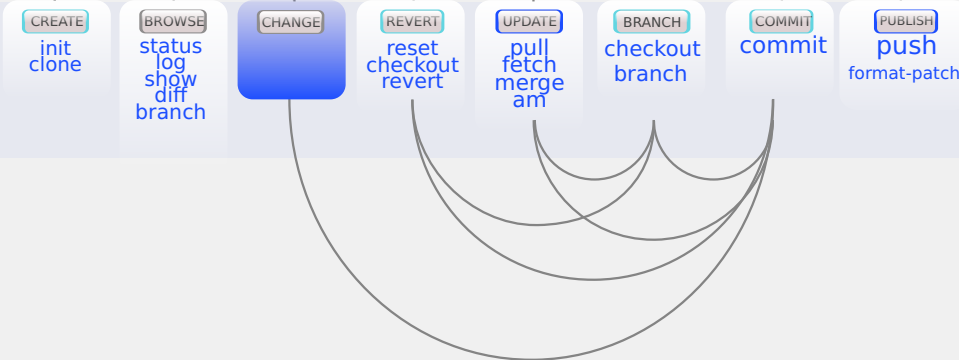 CREATE
init
clone
BROWSE
status
log
show
diff
branch
CHANGE
REVERT
reset
checkout
revert
UPDATE
pull
fetch
merge
am
BRANCH
checkout
branch
COMMIT
commit
PUBLISH
push
format-patch